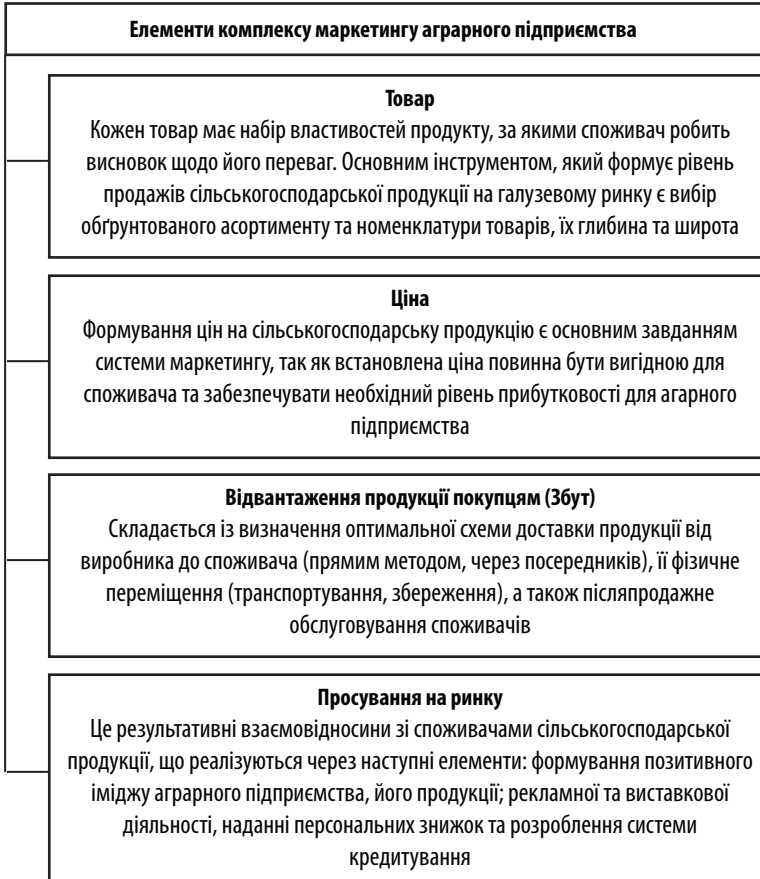 Елементи комплексу маркетингу аграрного підприємства
Товар
Кожен товар має набір властивостей продукту, за якими споживач робить
висновок щодо його переваг. Основним інструментом, який формує рівень
продажів сільськогосподарської продукції на галузевому ринку є вибір
обґрунтованого асортименту та номенклатури товарів, їх глибина та широта
Ціна
Формування цін на сільськогосподарську продукцію є основним завданням
системи маркетингу, так як встановлена ціна повинна бути вигідною для
споживача та забезпечувати необхідний рівень прибутковості для агарного
підприємства
Відвантаження продукції покупцям (Збут)
Складається із визначення оптимальної схеми доставки продукції від
виробника до споживача (прямим методом, через посередників), її фізичне
переміщення (транспортування, збереження), а також післяпродажне
обслуговування споживачів
Просування на ринку
Це результативні взаємовідносини зі споживачами сільськогосподарської
продукції, що реалізуються через наступні елементи: формування позитивного
іміджу аграрного підприємства, його продукції; рекламної та виставкової
діяльності, наданні персональних знижок та розроблення системи
кредитування